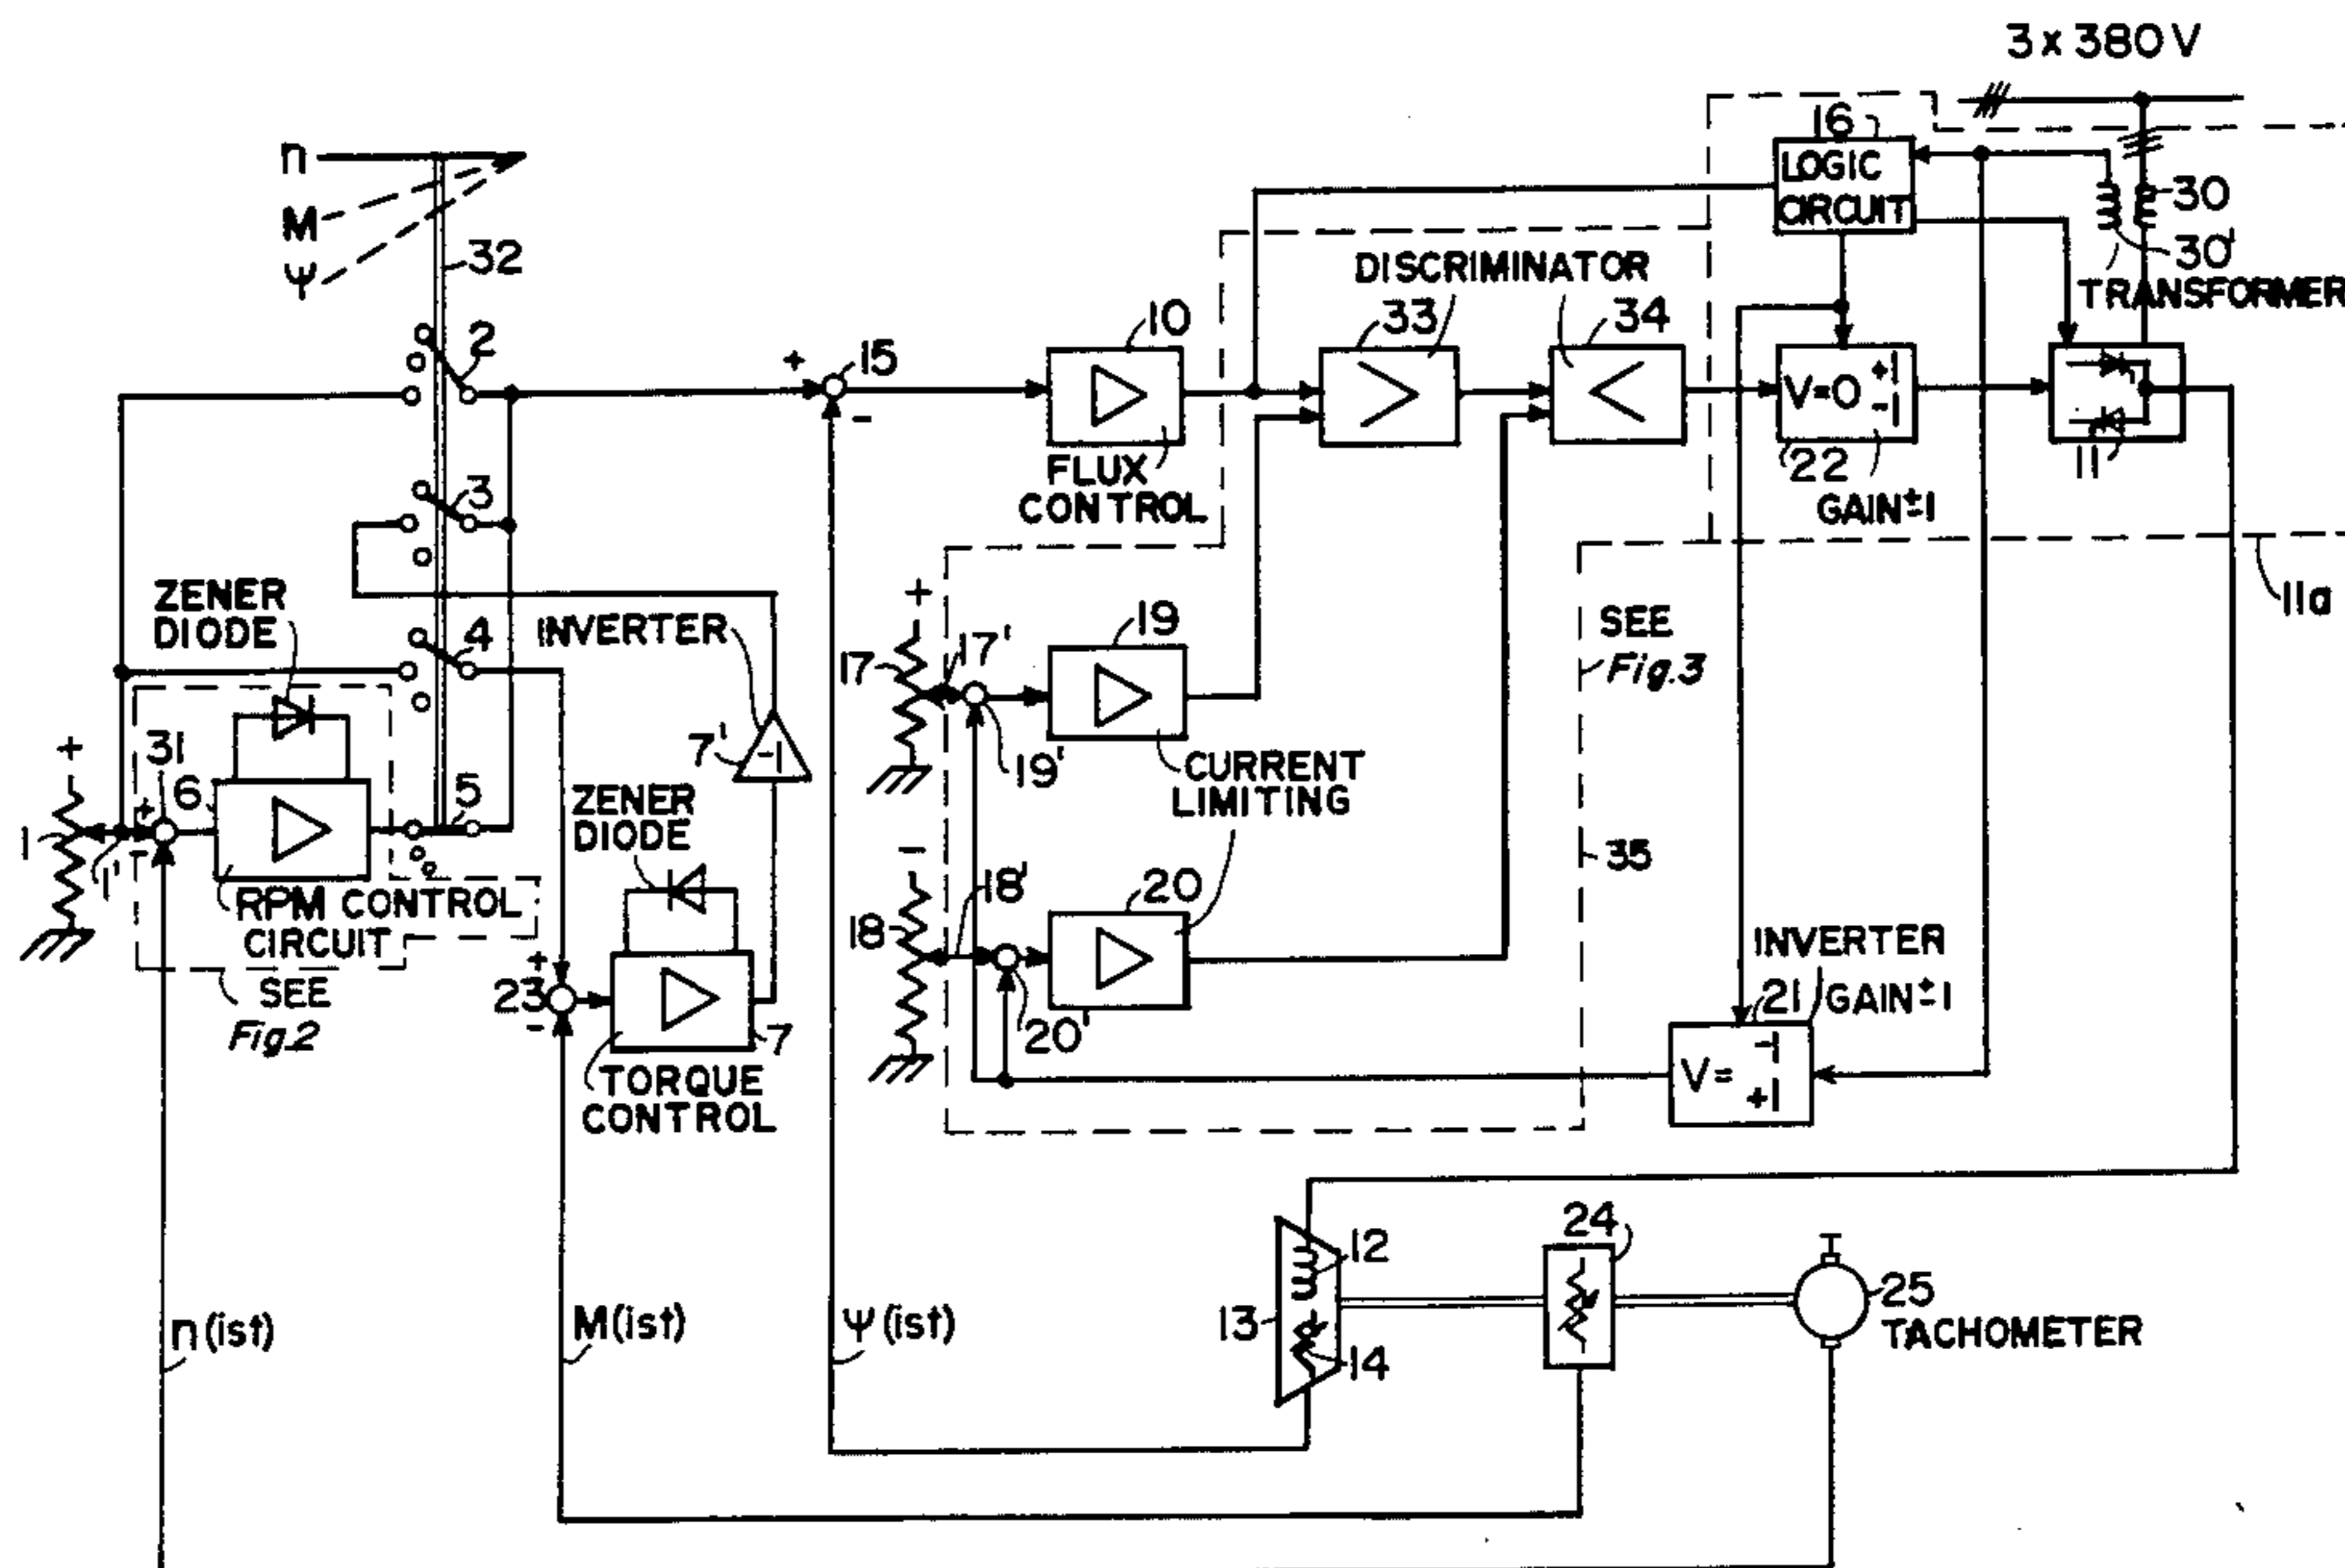 3 x 380 V
n
M
Ψ
32
2
3
4
5
+
15
-
10
FLUX
CONTROL
DISCRIMINATOR
33
34
16
LOGIC
CIRCUIT
30
30'
TRANSFORMER
V=0 +1
-1
22
GAIN ±1
11
11a
ZENER
DIODE
INVERTER
7'
-1
+
31
6
+
-
1
1'
RPM CONTROL
CIRCUIT
SEE
Fig.2
ZENER
DIODE
+
23
-
7
TORQUE
CONTROL
+
17
17'
19
19'
CURRENT
LIMITING
-
18
18'
20
20'
SEE
Fig.3
35
INVERTER
21
GAIN ±1
V= -1
+1
n(ist)
M(ist)
Ψ(ist)
12
13
14
24
25
TACHOMETER